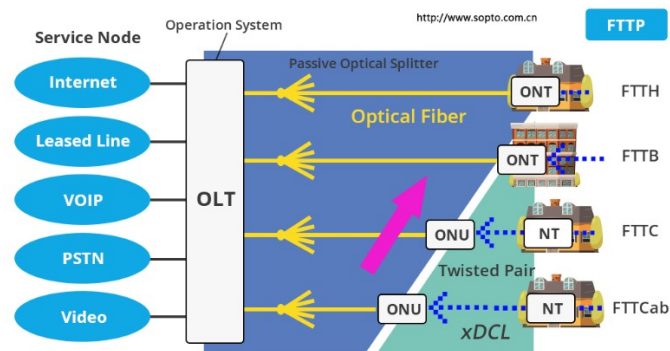 http://www.sopto.com.cn
FTTP
Operation System
Service Node
Passive Optical Splitter
Internet
ONT
FTTH
Optical Fiber
Leased Line
ONT
FTTB
OLT
VOIP
ONU
NT
FTTC
PSTN
Twisted Pair
Video
ONU
NT
FTTCab
xDCL